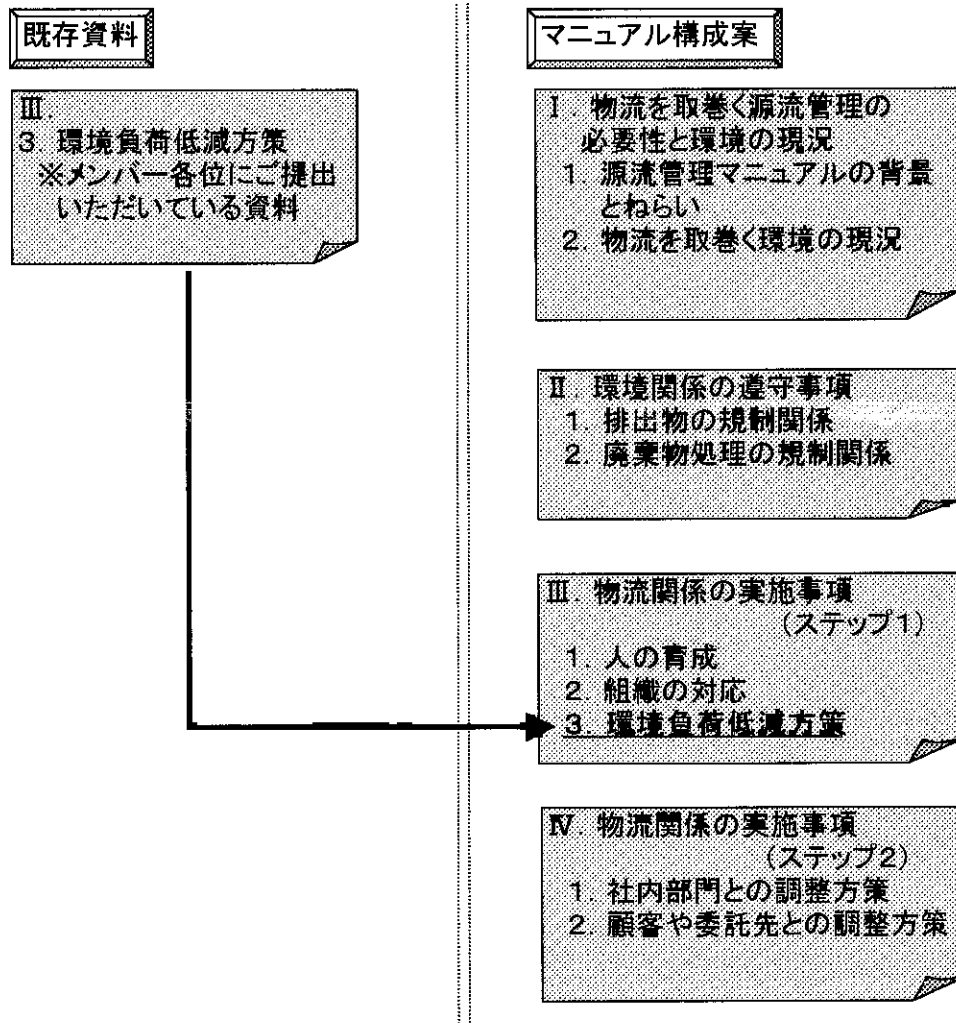 既存資料
Ⅲ.
3. 環境負荷低減方策
※メンバー各位にご提出
いただいている資料
マニュアル構成案
Ⅰ. 物流を取巻く源流管理の
必要性と環境の現況
1. 源流管理マニュアルの背景
とねらい
2. 物流を取巻く環境の現況
Ⅱ. 環境関係の遵守事項
1. 排出物の規制関係
2. 廃棄物処理の規制関係
Ⅲ. 物流関係の実施事項
(ステップ1)
1. 人の育成
2. 組織の対応
3. 環境負荷低減方策
Ⅳ. 物流関係の実施事項
(ステップ2)
1. 社内部門との調整方策
2. 顧客や委託先との調整方策